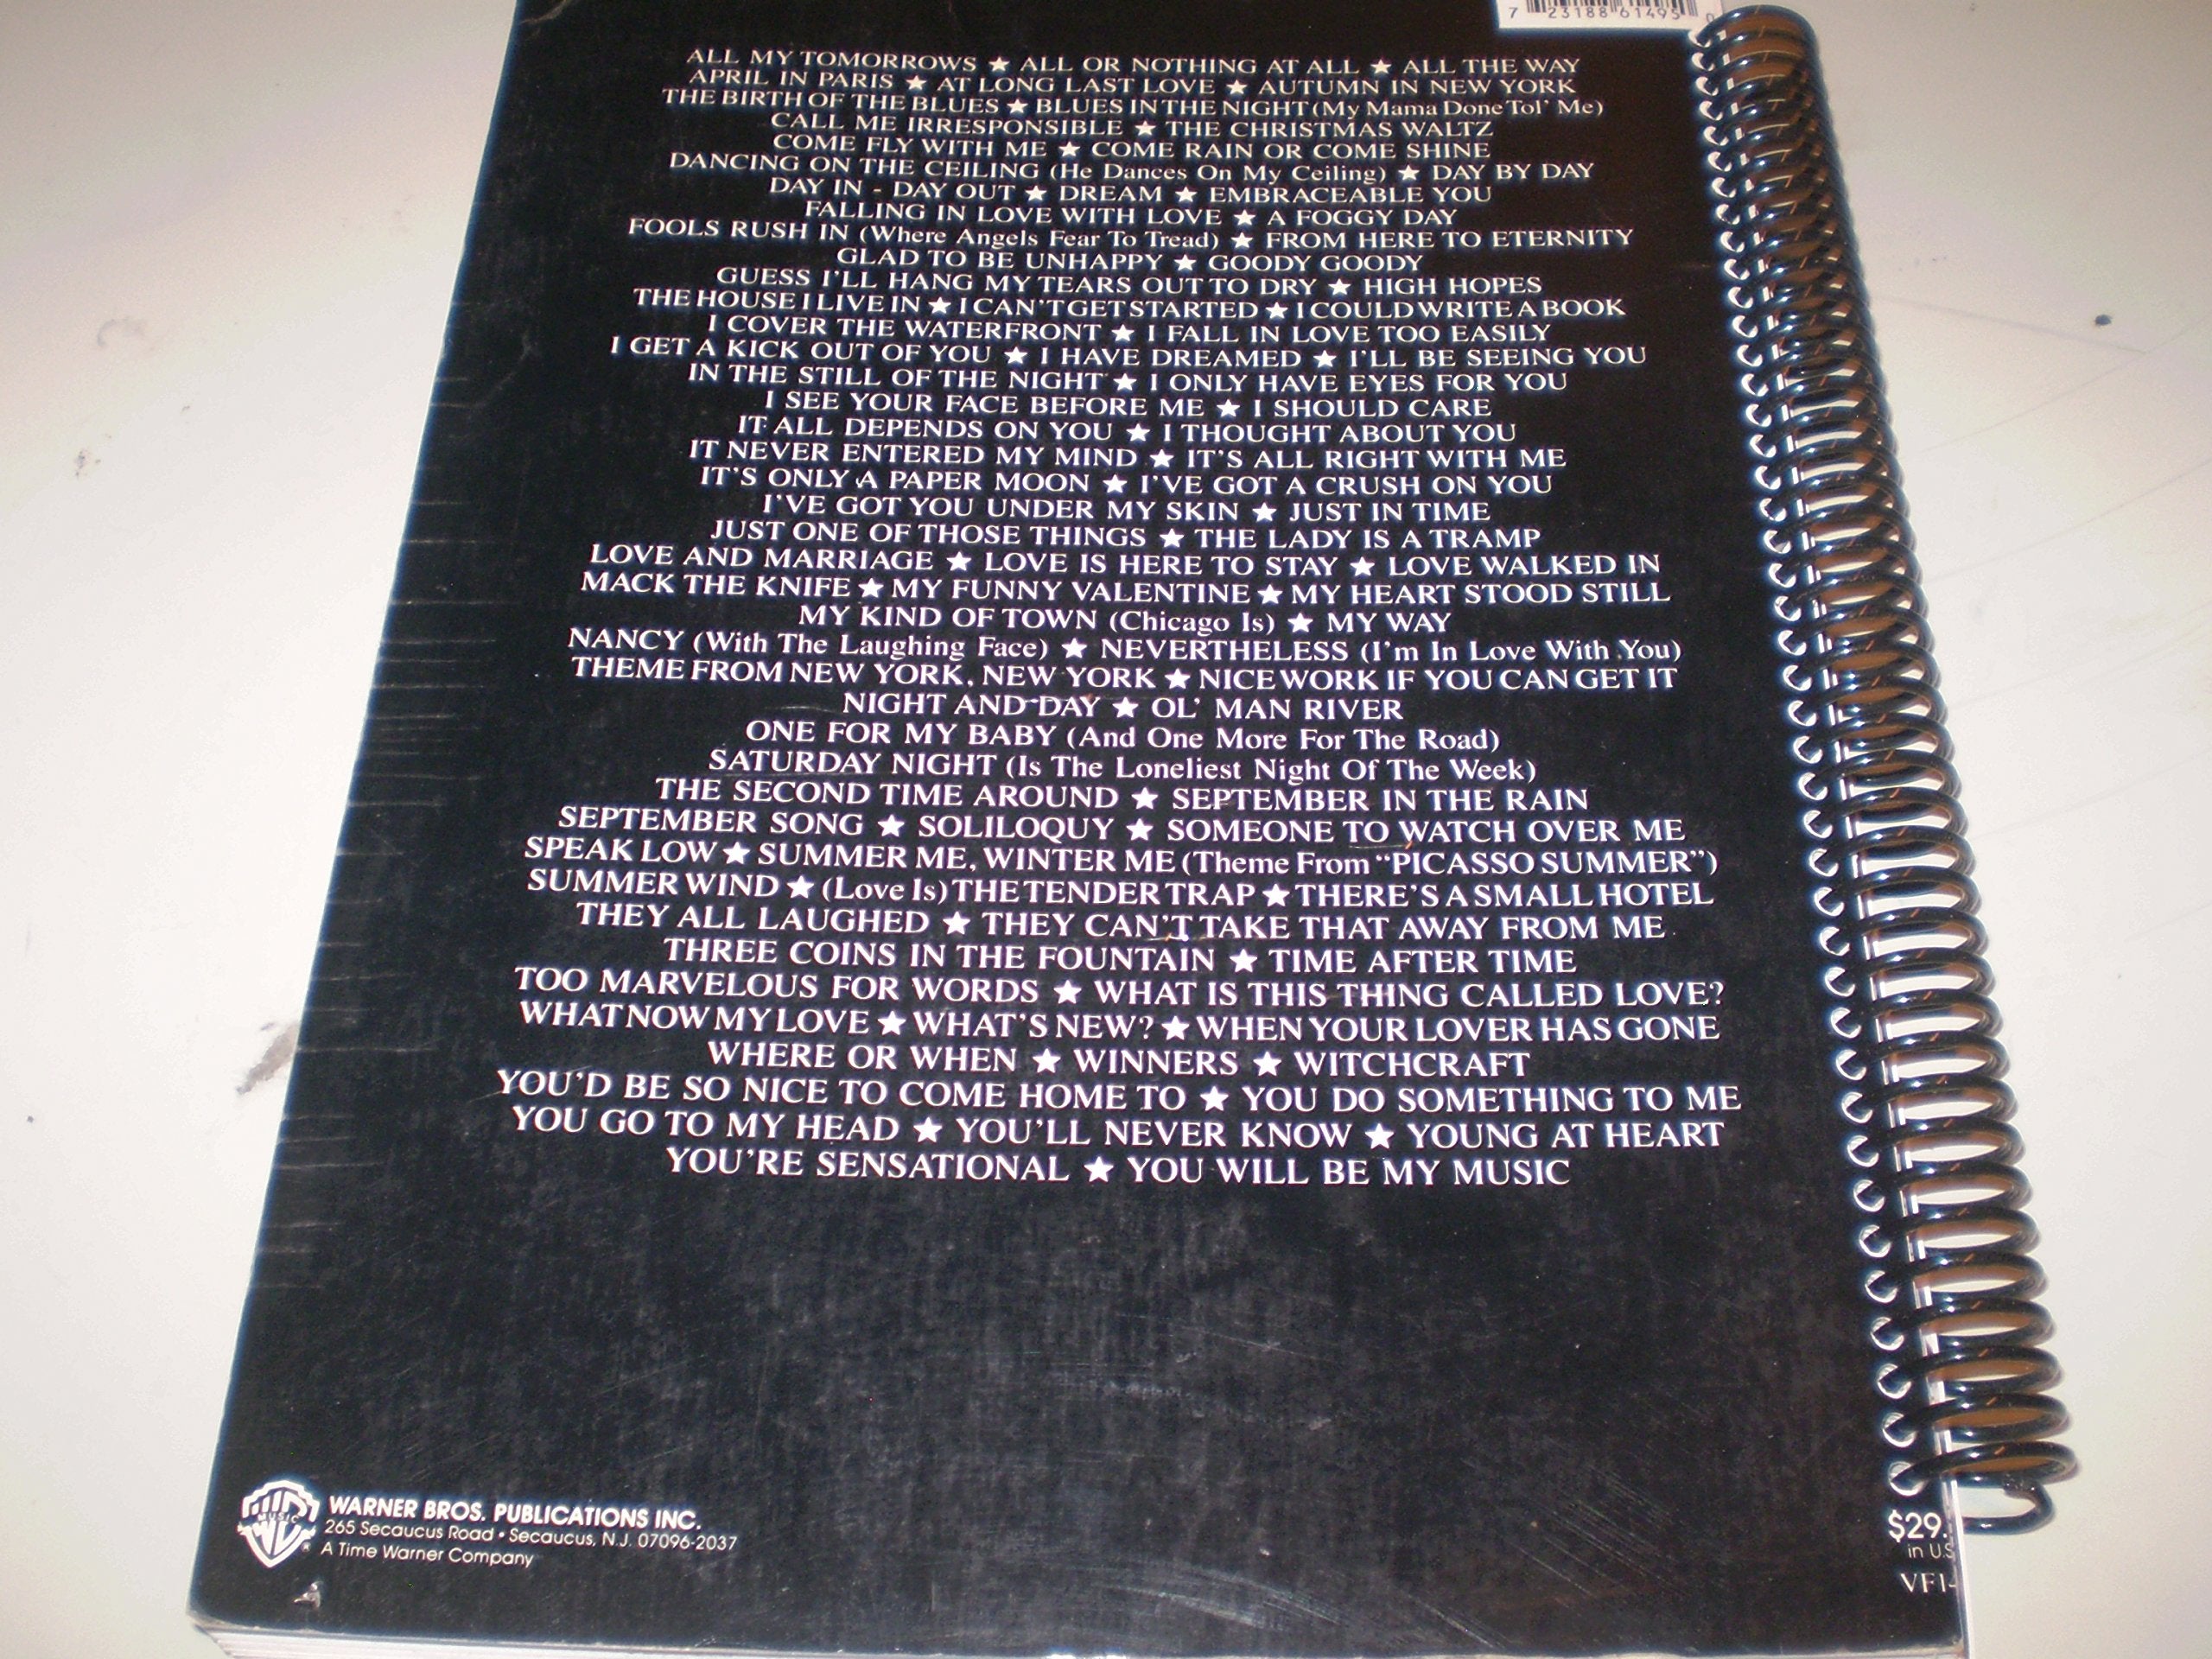 7 23188 61495 0
ALL MY TOMORROWS ★ ALL OR NOTHING AT ALL ★ ALL THE WAY
APRIL IN PARIS ★ AT LONG LAST LOVE ★ AUTUMN IN NEW YORK
THE BIRTH OF THE BLUES ★ BLUES IN THE NIGHT (My Mama Done Tol' Me)
CALL ME IRRESPONSIBLE ★ THE CHRISTMAS WALTZ
COME FLY WITH ME ★ COME RAIN OR COME SHINE
DANCING ON THE CEILING (He Dances On My Ceiling) ★ DAY BY DAY
DAY IN - DAY OUT ★ DREAM ★ EMBRACEABLE YOU
FALLING IN LOVE WITH LOVE ★ A FOGGY DAY
FOOLS RUSH IN (Where Angels Fear To Tread) ★ FROM HERE TO ETERNITY
GLAD TO BE UNHAPPY ★ GOODY GOODY
GUESS I'LL HANG MY TEARS OUT TO DRY ★ HIGH HOPES
THE HOUSE I LIVE IN ★ I CAN'T GET STARTED ★ I COULD WRITE A BOOK
I COVER THE WATERFRONT ★ I FALL IN LOVE TOO EASILY
I GET A KICK OUT OF YOU ★ I HAVE DREAMED ★ I'LL BE SEEING YOU
IN THE STILL OF THE NIGHT ★ I ONLY HAVE EYES FOR YOU
I SEE YOUR FACE BEFORE ME ★ I SHOULD CARE
IT ALL DEPENDS ON YOU ★ I THOUGHT ABOUT YOU
IT NEVER ENTERED MY MIND ★ IT'S ALL RIGHT WITH ME
IT'S ONLY A PAPER MOON ★ I'VE GOT A CRUSH ON YOU
I'VE GOT YOU UNDER MY SKIN ★ JUST IN TIME
JUST ONE OF THOSE THINGS ★ THE LADY IS A TRAMP
LOVE AND MARRIAGE ★ LOVE IS HERE TO STAY ★ LOVE WALKED IN
MACK THE KNIFE ★ MY FUNNY VALENTINE ★ MY HEART STOOD STILL
MY KIND OF TOWN (Chicago Is) ★ MY WAY
NANCY (With The Laughing Face) ★ NEVERTHELESS (I'm In Love With You)
THEME FROM NEW YORK, NEW YORK ★ NICE WORK IF YOU CAN GET IT
NIGHT AND DAY ★ OL' MAN RIVER
ONE FOR MY BABY (And One More For The Road)
SATURDAY NIGHT (Is The Loneliest Night Of The Week)
THE SECOND TIME AROUND ★ SEPTEMBER IN THE RAIN
SEPTEMBER SONG ★ SOLILOQUY ★ SOMEONE TO WATCH OVER ME
SPEAK LOW ★ SUMMER ME, WINTER ME (Theme From "PICASSO SUMMER")
SUMMER WIND ★ (Love Is) THE TENDER TRAP ★ THERE'S A SMALL HOTEL
THEY ALL LAUGHED ★ THEY CAN'T TAKE THAT AWAY FROM ME
THREE COINS IN THE FOUNTAIN ★ TIME AFTER TIME
TOO MARVELOUS FOR WORDS ★ WHAT IS THIS THING CALLED LOVE?
WHAT NOW MY LOVE ★ WHAT'S NEW? ★ WHEN YOUR LOVER HAS GONE
WHERE OR WHEN ★ WINNERS ★ WITCHCRAFT
YOU'D BE SO NICE TO COME HOME TO ★ YOU DO SOMETHING TO ME
YOU GO TO MY HEAD ★ YOU'LL NEVER KNOW ★ YOUNG AT HEART
YOU'RE SENSATIONAL ★ YOU WILL BE MY MUSIC
MUSIC
WARNER BROS. PUBLICATIONS INC.
265 Secaucus Road • Secaucus, N.J. 07096-2037
A Time Warner Company
$29.
in U.S
VF1-